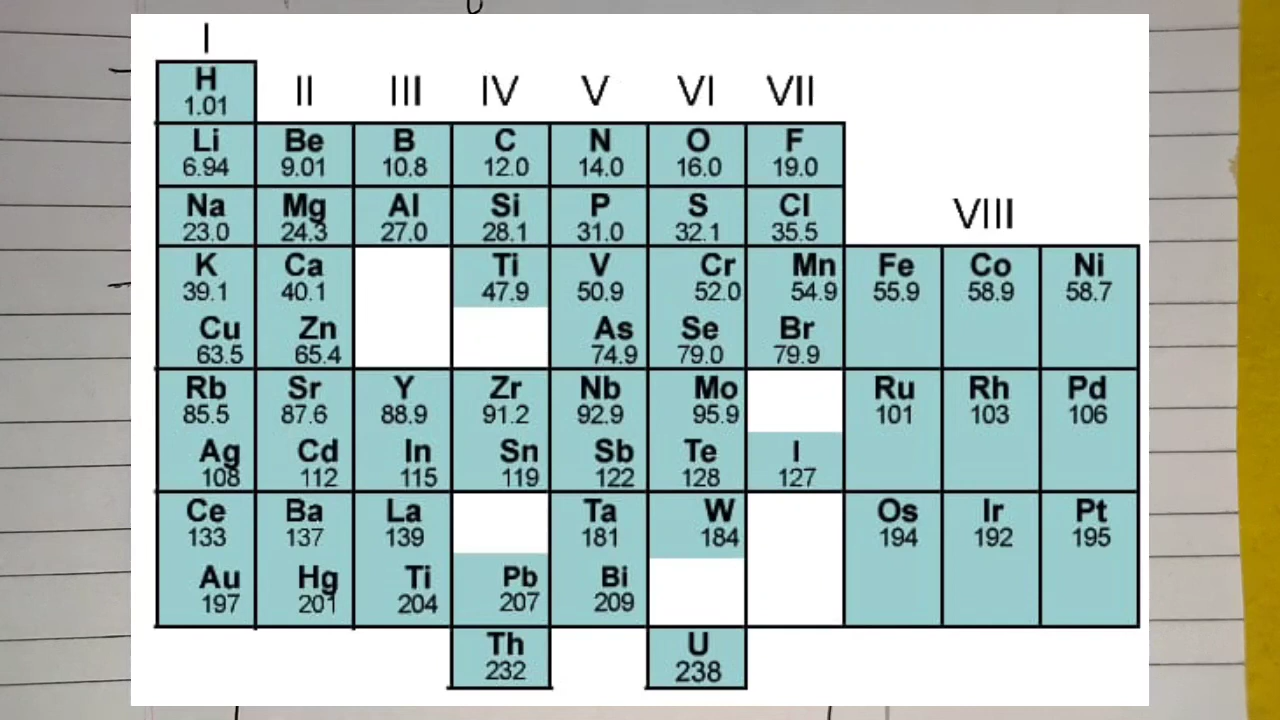 I
H
1.01
II III IV V VI VII
Li Be B C N O F
6.94 9.01 10.8 12.0 14.0 16.0 19.0
Na Mg Al Si P S Cl
23.0 24.3 27.0 28.1 31.0 32.1 35.5
VIII
K Ca Ti V Cr Mn Fe Co Ni
39.1 40.1 47.9 50.9 52.0 54.9 55.9 58.9 58.7
Cu Zn As Se Br
63.5 65.4 74.9 79.0 79.9
Rb Sr Y Zr Nb Mo Ru Rh Pd
85.5 87.6 88.9 91.2 92.9 95.9 101 103 106
Ag Cd In Sn Sb Te I
108 112 115 119 122 128 127
Ce Ba La Ta W Os Ir Pt
133 137 139 181 184 194 192 195
Au Hg Ti Pb Bi
197 201 204 207 209
Th U
232 238